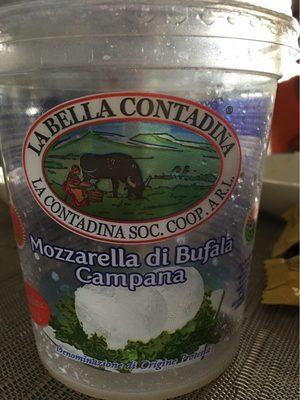 LA BELLA CONTADINA
®
LA CONTADINA SOC. COOP. A R.L.
Mozzarella di Bufala
Campana
Denominazione di Origine Protetta